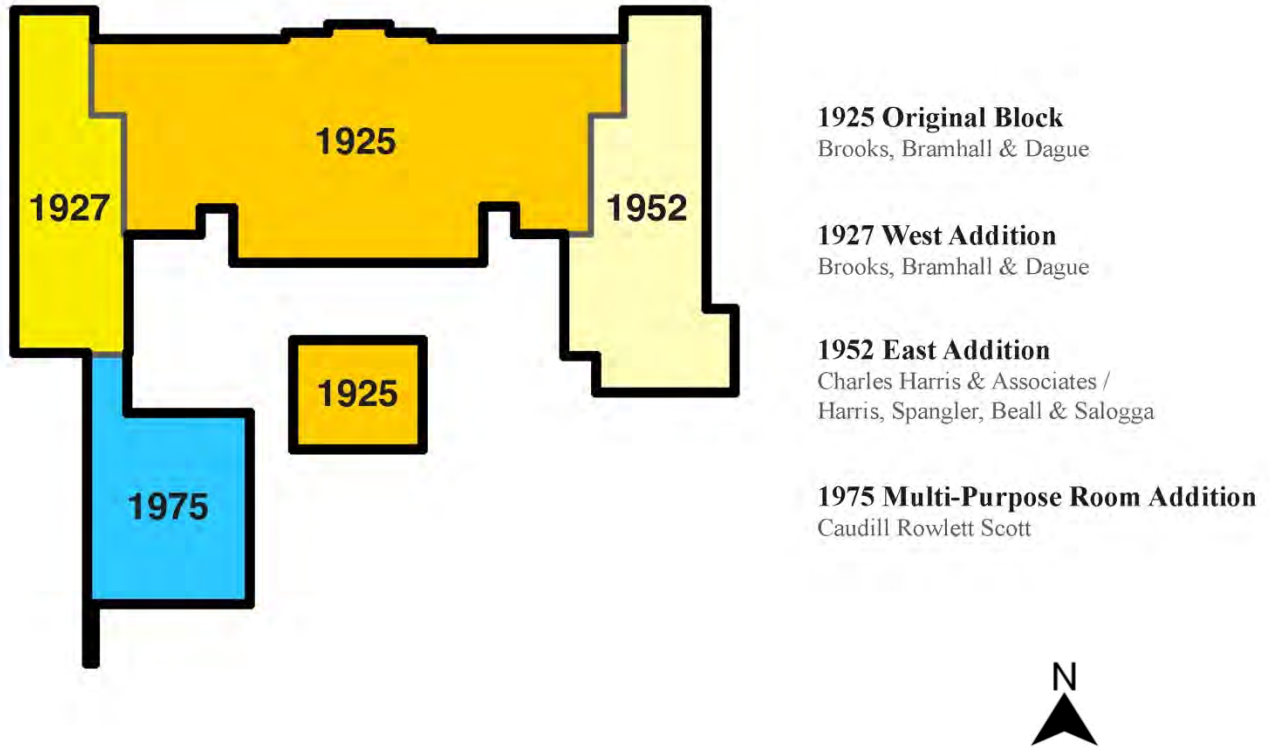 1925
1927
1952
1925
1975
1925 Original Block
Brooks, Bramhall & Dague
1927 West Addition
Brooks, Bramhall & Dague
1952 East Addition
Charles Harris & Associates /
Harris, Spangler, Beall & Salogga
1975 Multi-Purpose Room Addition
Caudill Rowlett Scott
N